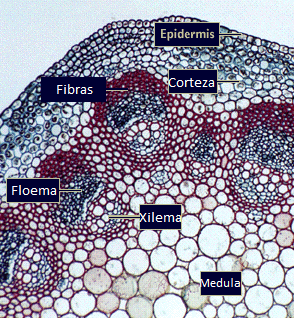 Epidermis
Corteza
Fibras
Floema
Xilema
Medula